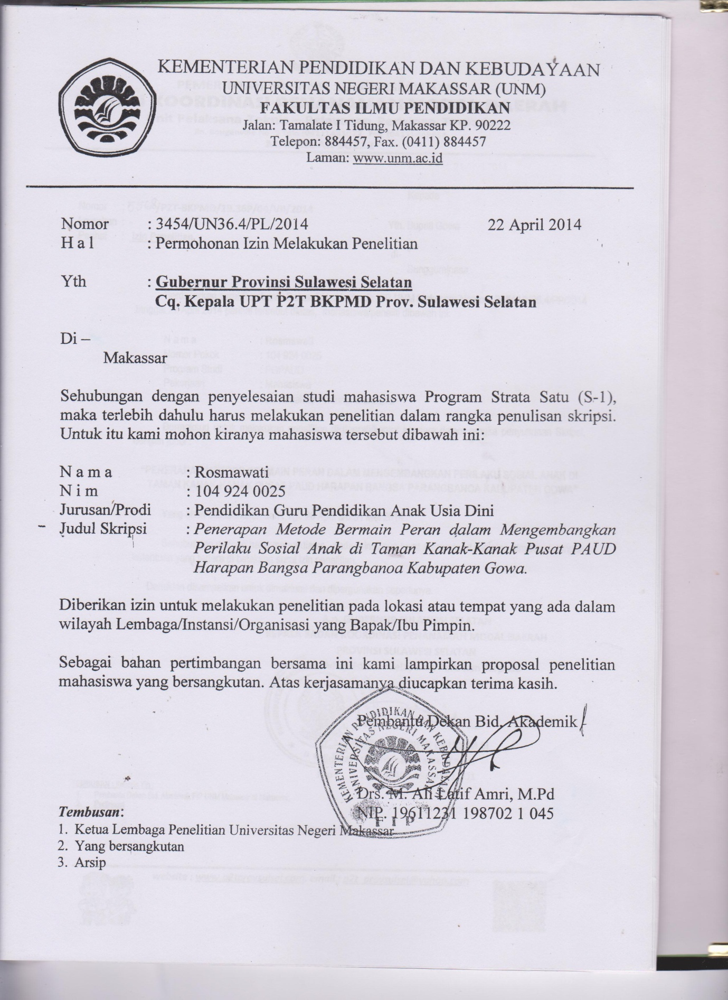 KEMENTERIAN PENDIDIKAN DAN KEBUDAYAAN
UNIVERSITAS NEGERI MAKASSAR (UNM)
FAKULTAS ILMU PENDIDIKAN
Jalan: Tamalate I Tidung, Makassar KP. 90222
Telepon: 884457, Fax. (0411) 884457
Laman: www.unm.ac.id
Nomor : 3454/UN36.4/PL/2014 22 April 2014
H a l : Permohonan Izin Melakukan Penelitian
Yth : Gubernur Provinsi Sulawesi Selatan
Cq. Kepala UPT P2T BKPMD Prov. Sulawesi Selatan
Di –
Makassar
Sehubungan dengan penyelesaian studi mahasiswa Program Strata Satu (S-1),
maka terlebih dahulu harus melakukan penelitian dalam rangka penulisan skripsi.
Untuk itu kami mohon kiranya mahasiswa tersebut dibawah ini:
N a m a : Rosmawati
N i m : 104 924 0025
Jurusan/Prodi : Pendidikan Guru Pendidikan Anak Usia Dini
Judul Skripsi : Penerapan Metode Bermain Peran dalam Mengembangkan
Perilaku Sosial Anak di Taman Kanak-Kanak Pusat PAUD
Harapan Bangsa Parangbanoa Kabupaten Gowa.
Diberikan izin untuk melakukan penelitian pada lokasi atau tempat yang ada dalam
wilayah Lembaga/Instansi/Organisasi yang Bapak/Ibu Pimpin.
Sebagai bahan pertimbangan bersama ini kami lampirkan proposal penelitian
mahasiswa yang bersangkutan. Atas kerjasamanya diucapkan terima kasih.
Pembantu Dekan Bid. Akademik
KEMENTERIAN PENDIDIKAN DAN KEBUDAYAAN
UNIVERSITAS NEGERI MAKASSAR
FIP
Drs. M. Ali Latif Amri, M.Pd
NIP. 19611231 198702 1 045
Tembusan:
1. Ketua Lembaga Penelitian Universitas Negeri Makassar
2. Yang bersangkutan
3. Arsip